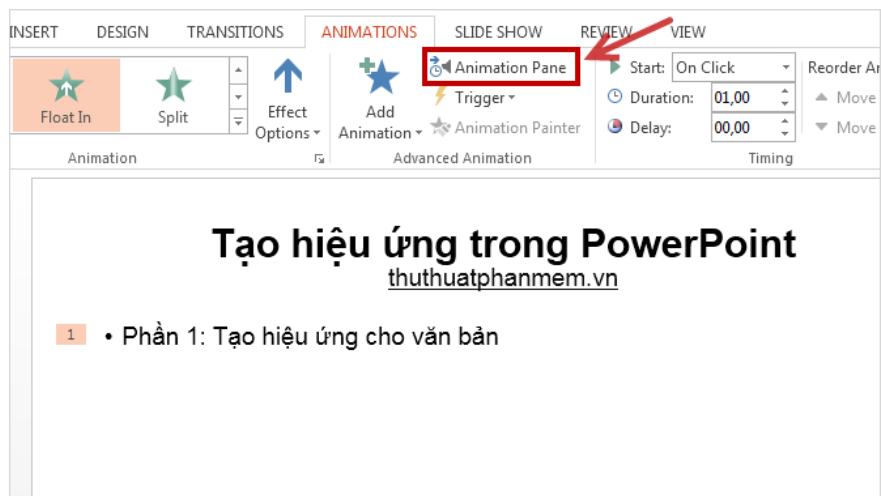 INSERT DESIGN TRANSITIONS ANIMATIONS SLIDE SHOW REVIEW VIEW
Float In Split Effect Options Add Animation
Animation Pane
Trigger
Animation Painter
Start: On Click
Duration: 01,00
Delay: 00,00
Reorder
Move
Move
Animation Advanced Animation Timing
Tạo hiệu ứng trong PowerPoint
thuthuatphanmem.vn
1 • Phần 1: Tạo hiệu ứng cho văn bản